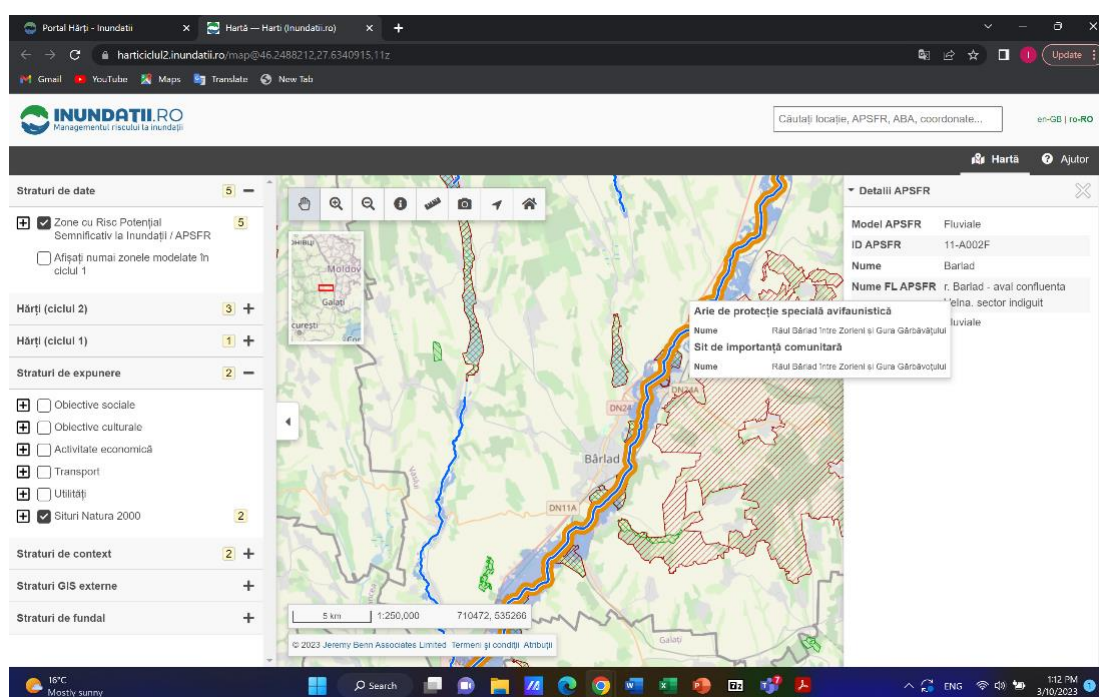 Portal Hărți - Inundatii
Hartă — Harti (Inundatii.ro)
harticiclul2.inundatii.ro/map@46.2488212,27.6340915,11z
Update
Gmail
YouTube
Maps
Translate
New Tab
INUNDATII.RO
Managementul riscului la inundații
Căutați locație, APSFR, ABA, coordonate...
en-GB | ro-RO
Hartă
Ajutor
Straturi de date 5
Zone cu Risc Potențial 5
Semnificativ la Inundații / APSFR
Afișați numai zonele modelate în
ciclul 1
Hărți (ciclul 2) 3
Hărți (ciclul 1) 1
Straturi de expunere 2
Obiective sociale
Obiective culturale
Activitate economică
Transport
Utilități
Situri Natura 2000 2
Straturi de context 2
Straturi GIS externe
Straturi de fundal
Moldov
Galați
curești
DN24
DN24A
Bârlad
DN11A
Vaslui
Galați
5 km
1:250,000
710472, 535266
© 2023 Jeremy Benn Associates Limited Termeni și condiții Atribuții
Arie de protecție specială avifaunistică
Nume Râul Bârlad între Zorleni și Gura Gârbăvoțului
Sit de importanță comunitară
Nume Râul Bârlad între Zorleni și Gura Gârbăvoțului
Detalii APSFR
Model APSFR Fluviale
ID APSFR 11-A002F
Nume Barlad
Nume FL APSFR r. Barlad - aval confluenta
sector indiguit
16°C
Mostly sunny
Search
ENG
1:12 PM
3/10/2023